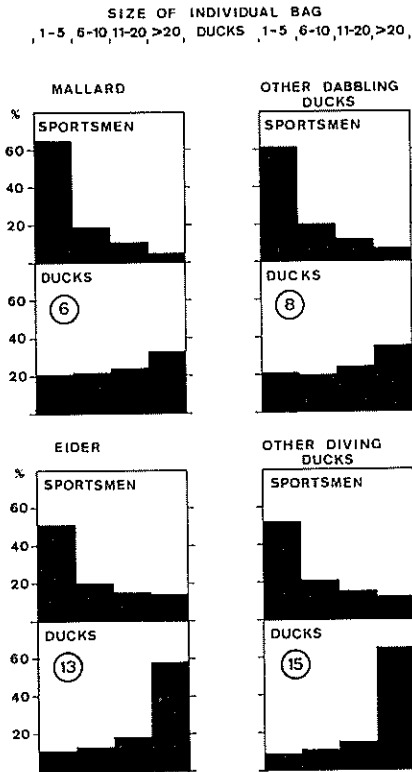 SIZE OF INDIVIDUAL BAG
1-5 6-10 11-20 >20 DUCKS 1-5 6-10 11-20 >20
MALLARD
OTHER DABBLING
DUCKS
%
SPORTSMEN
SPORTSMEN
60
40
20
DUCKS
DUCKS
60
6
8
40
20
EIDER
OTHER DIVING
DUCKS
%
SPORTSMEN
SPORTSMEN
60
40
20
DUCKS
DUCKS
60
13
15
40
20